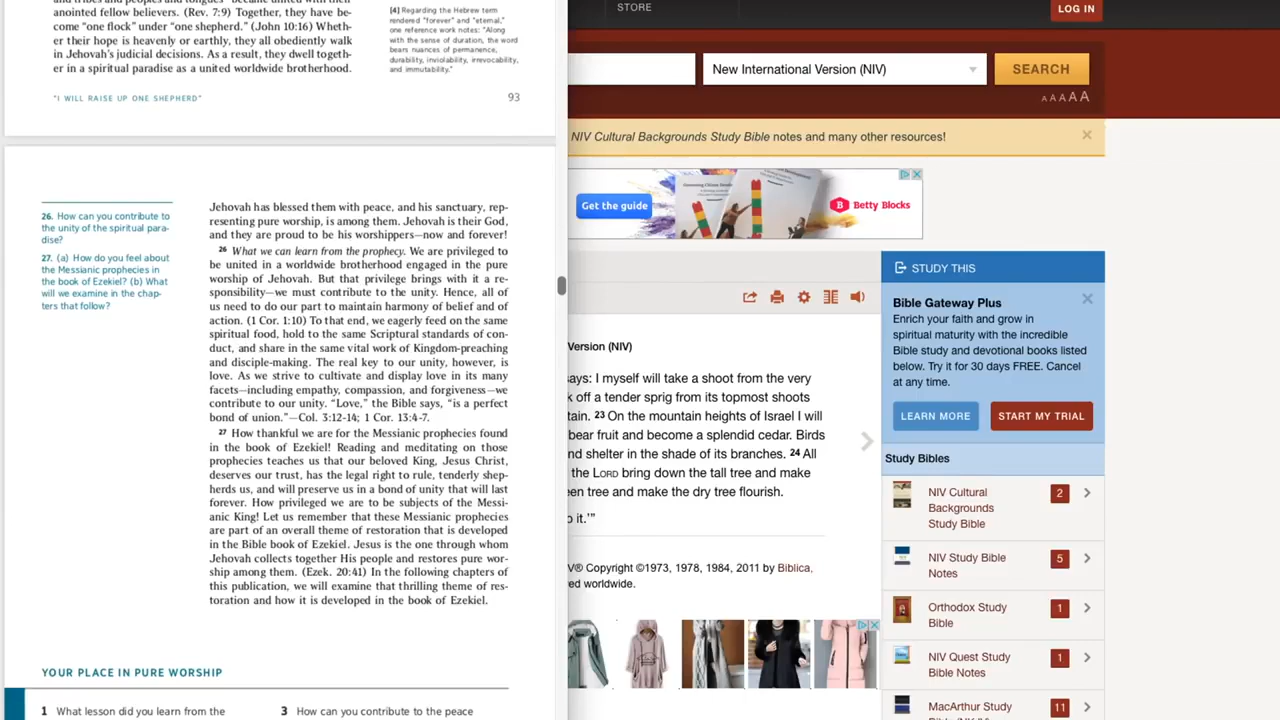 and tribes and peoples and tongues" became united with their
anointed fellow believers. (Rev. 7:9) Together, they have be-
come "one flock" under "one shepherd." (John 10:16) Wheth-
er their hope is heavenly or earthly, they all obediently walk
in Jehovah's judicial decisions. As a result, they dwell togeth-
er in a spiritual paradise as a united worldwide brotherhood.
[4] Regarding the Hebrew term
rendered "forever" and "eternal,"
one reference work notes: "Along
with the sense of duration, the word
bears nuances of permanence,
durability, inviolability, irrevocability,
and immutability."
"I WILL RAISE UP ONE SHEPHERD"
93
26. How can you contribute to
the unity of the spiritual para-
dise?
27. (a) How do you feel about
the Messianic prophecies in
the book of Ezekiel? (b) What
will we examine in the chap-
ters that follow?
Jehovah has blessed them with peace, and his sanctuary, rep-
resenting pure worship, is among them. Jehovah is their God,
and they are proud to be his worshippers—now and forever!
26 What we can learn from the prophecy. We are privileged to
be united in a worldwide brotherhood engaged in the pure
worship of Jehovah. But that privilege brings with it a re-
sponsibility—we must contribute to the unity. Hence, all of
us need to do our part to maintain harmony of belief and of
action. (1 Cor. 1:10) To that end, we eagerly feed on the same
spiritual food, hold to the same Scriptural standards of con-
duct, and share in the same vital work of Kingdom-preaching
and disciple-making. The real key to our unity, however, is
love. As we strive to cultivate and display love in its many
facets—including empathy, compassion, and forgiveness—we
contribute to our unity. "Love," the Bible says, "is a perfect
bond of union."—Col. 3:12-14; 1 Cor. 13:4-7.
27 How thankful we are for the Messianic prophecies found
in the book of Ezekiel! Reading and meditating on those
prophecies teaches us that our beloved King, Jesus Christ,
deserves our trust, has the legal right to rule, tenderly shep-
herds us, and will preserve us in a bond of unity that will last
forever. How privileged we are to be subjects of the Messi-
anic King! Let us remember that these Messianic prophecies
are part of an overall theme of restoration that is developed
in the Bible book of Ezekiel. Jesus is the one through whom
Jehovah collects together His people and restores pure wor-
ship among them. (Ezek. 20:41) In the following chapters of
this publication, we will examine that thrilling theme of res-
toration and how it is developed in the book of Ezekiel.
YOUR PLACE IN PURE WORSHIP
1 What lesson did you learn from the
3 How can you contribute to the peace
STORE
LOG IN
New International Version (NIV)
SEARCH
A A A A A
NIV Cultural Backgrounds Study Bible notes and many other resources!
Get the guide
Betty Blocks
Version (NIV)
says: I myself will take a shoot from the very
k off a tender sprig from its topmost shoots
tain. 23 On the mountain heights of Israel I will
bear fruit and become a splendid cedar. Birds
nd shelter in the shade of its branches. 24 All
the LORD bring down the tall tree and make
een tree and make the dry tree flourish.
o it.'"
V® Copyright ©1973, 1978, 1984, 2011 by Biblica,
ed worldwide.
STUDY THIS
Bible Gateway Plus
Enrich your faith and grow in
spiritual maturity with the incredible
Bible study and devotional books listed
below. Try it for 30 days FREE. Cancel
at any time.
LEARN MORE
START MY TRIAL
Study Bibles
NIV Cultural
Backgrounds
Study Bible
2
NIV Study Bible
Notes
5
Orthodox Study
Bible
1
NIV Quest Study
Bible Notes
1
MacArthur Study
11